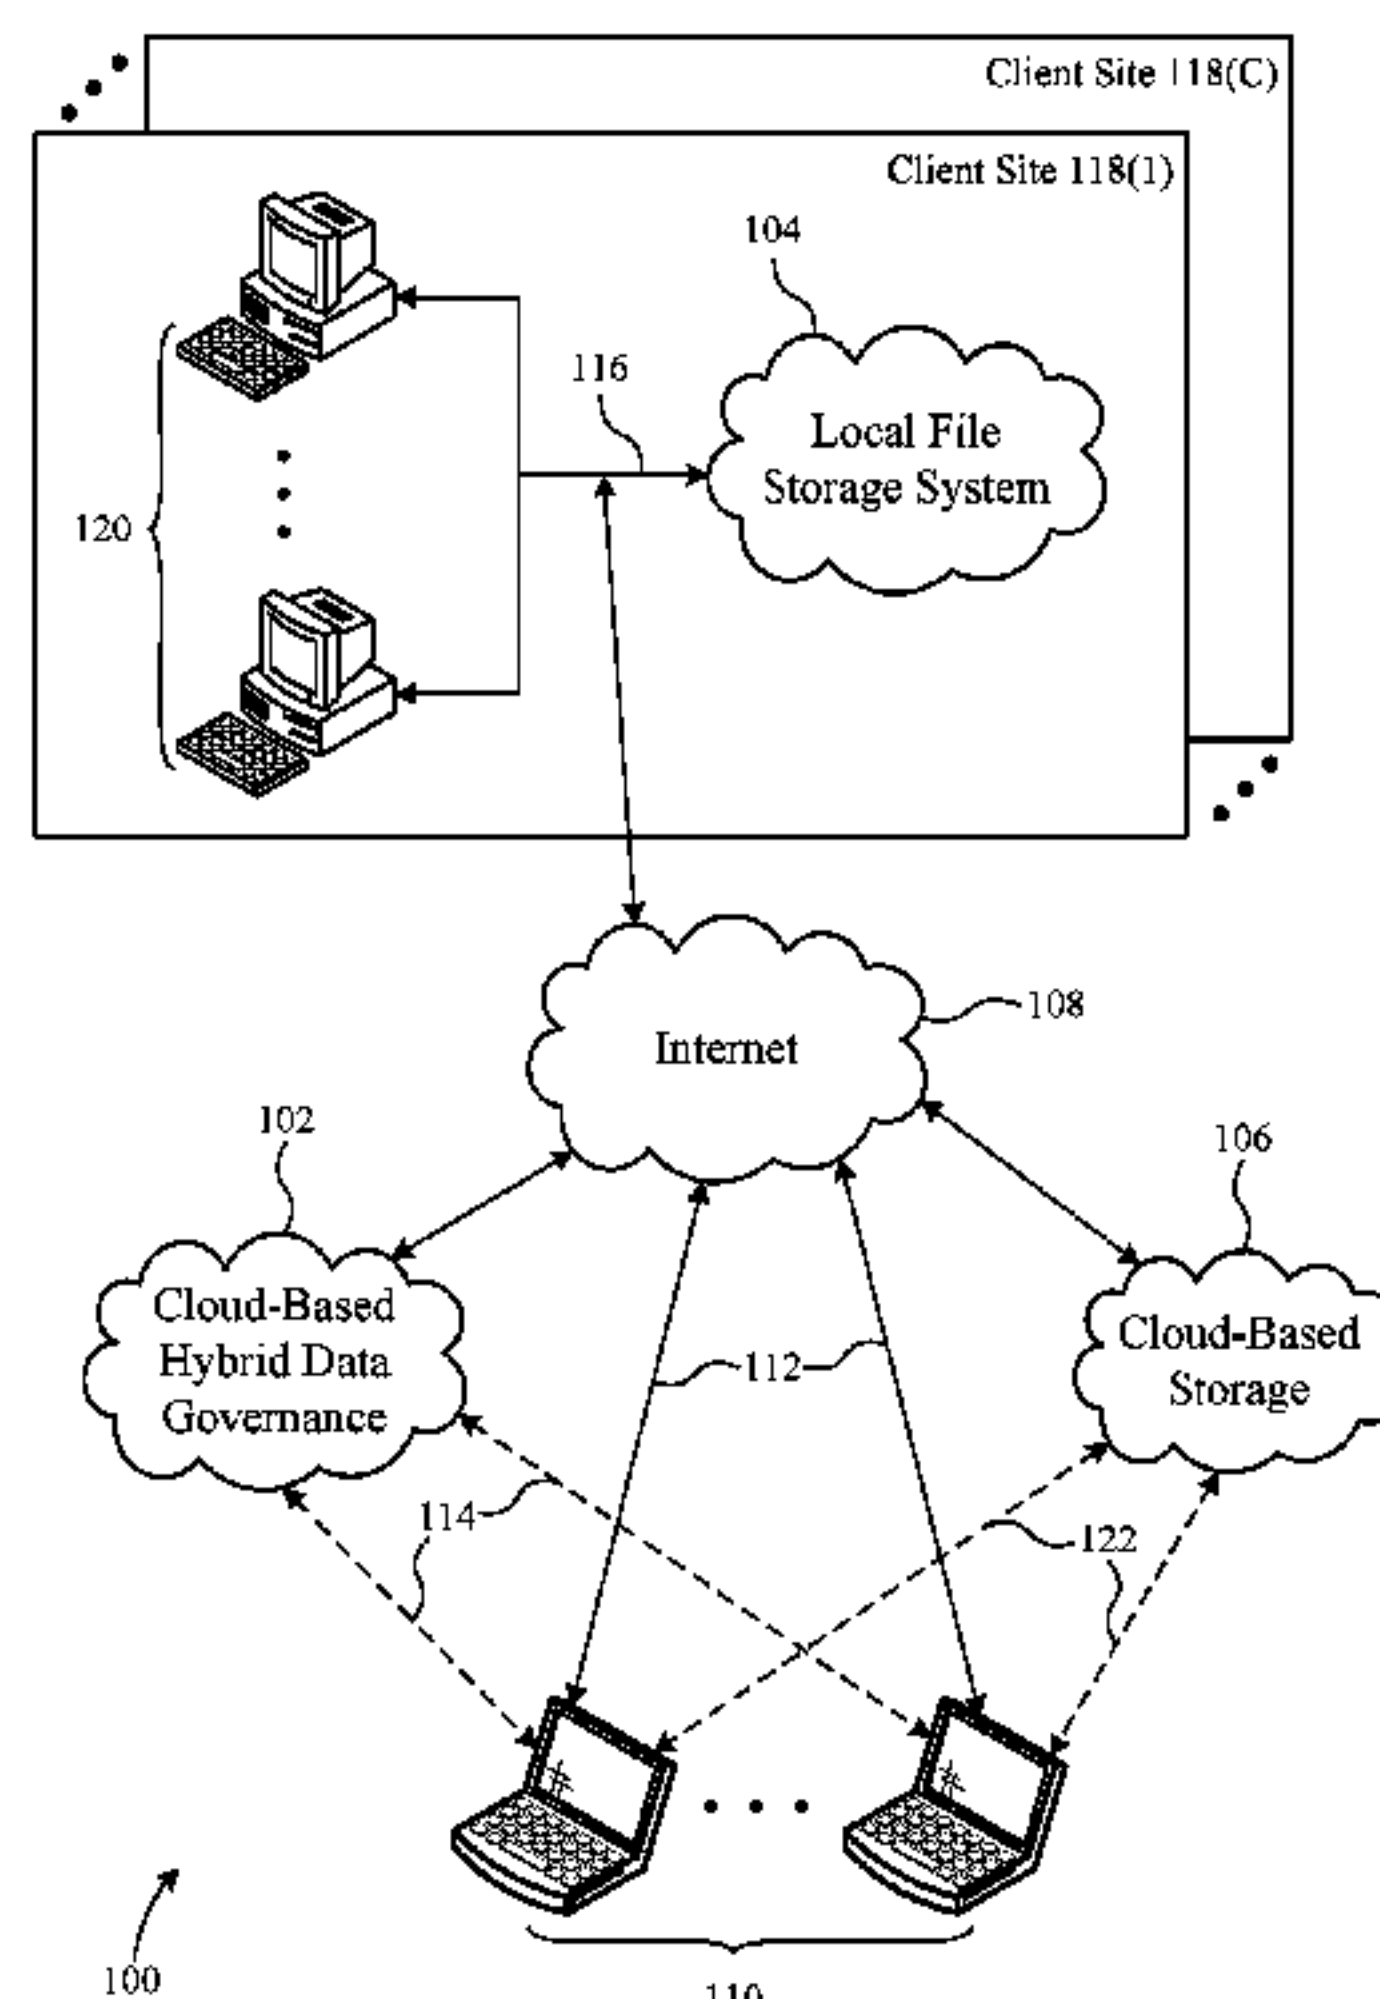 Client Site 118(C)
Client Site 118(1)
104
116
Local File
Storage System
120
108
Internet
102
106
Cloud-Based
Hybrid Data
Governance
Cloud-Based
Storage
112
114
122
100
110